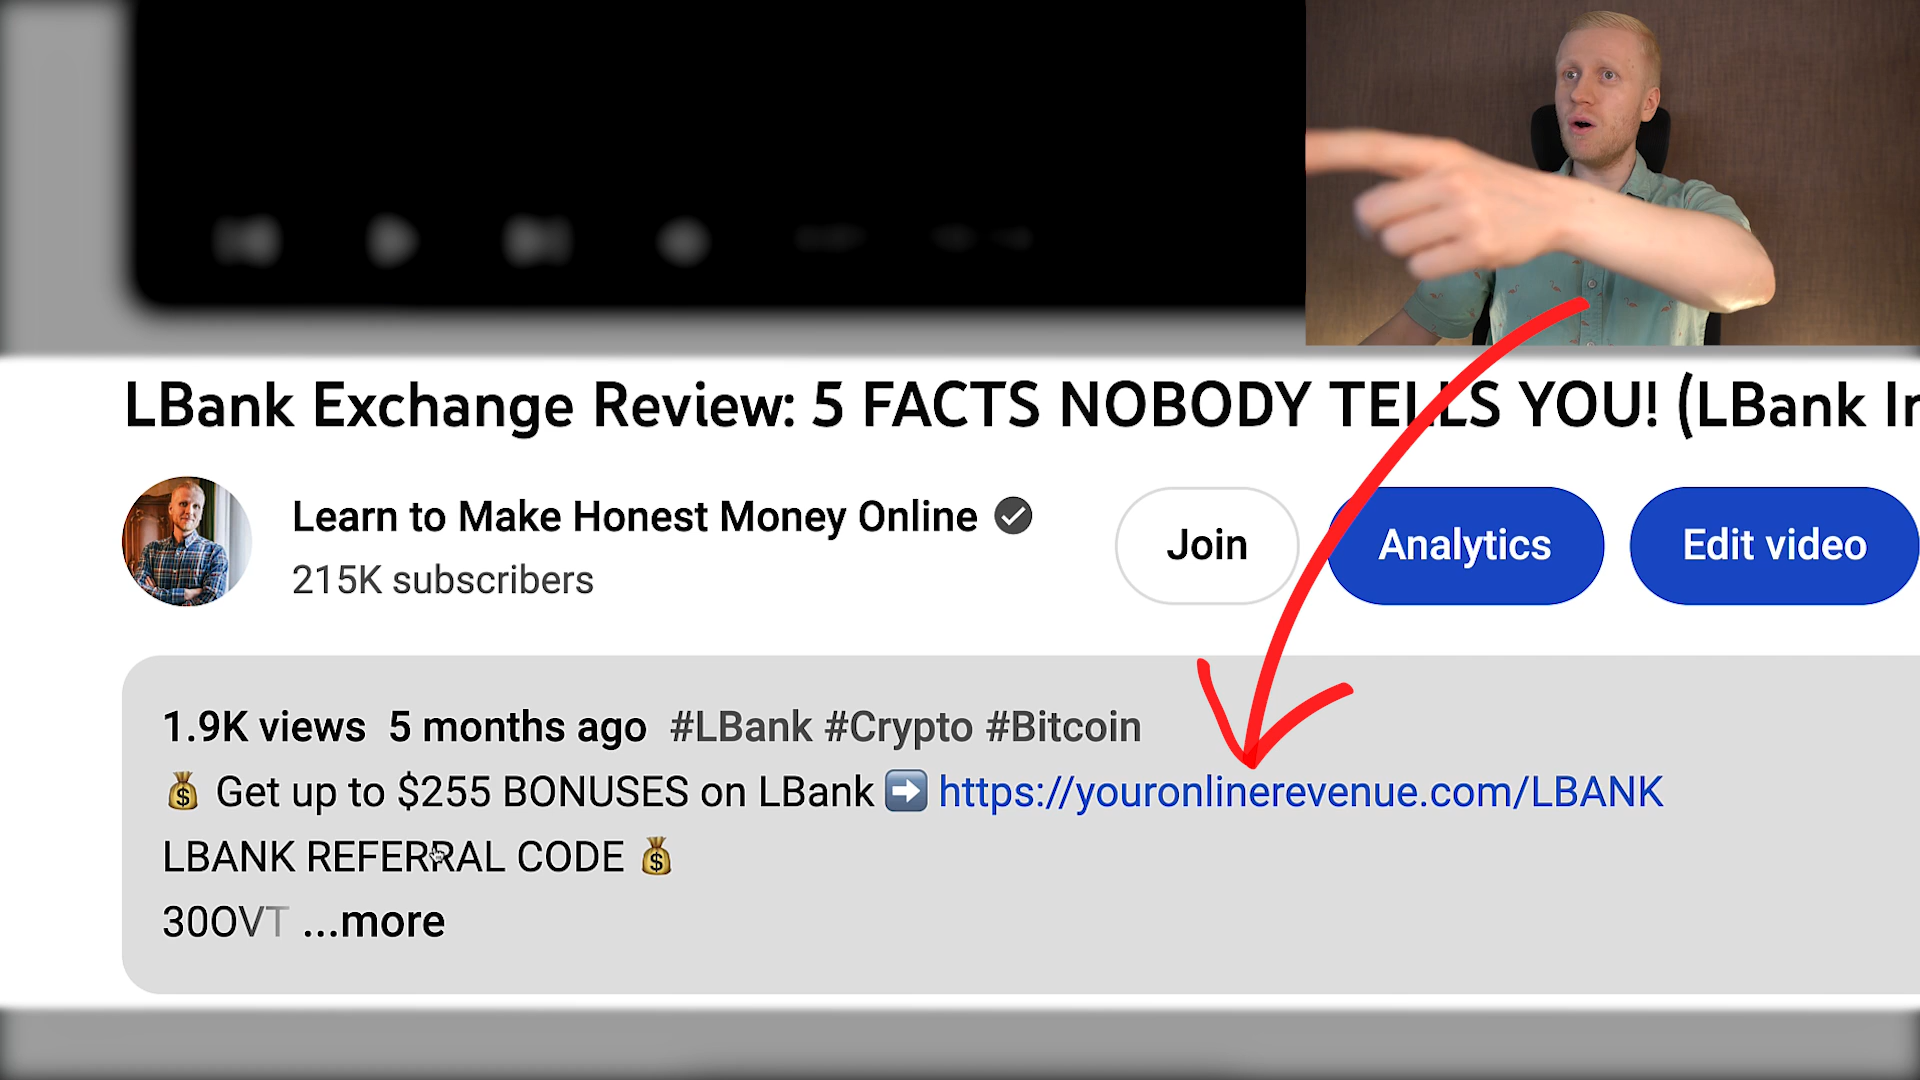 LBank Exchange Review: 5 FACTS NOBODY TELLS YOU! (LBank
Learn to Make Honest Money Online
215K subscribers
Join
Analytics
Edit video
1.9K views 5 months ago #LBank #Crypto #Bitcoin
💰 Get up to $255 BONUSES on LBank ➡️ https://youronlinerevenue.com/LBANK
LBANK REFERRAL CODE 💰
30OVT ...more